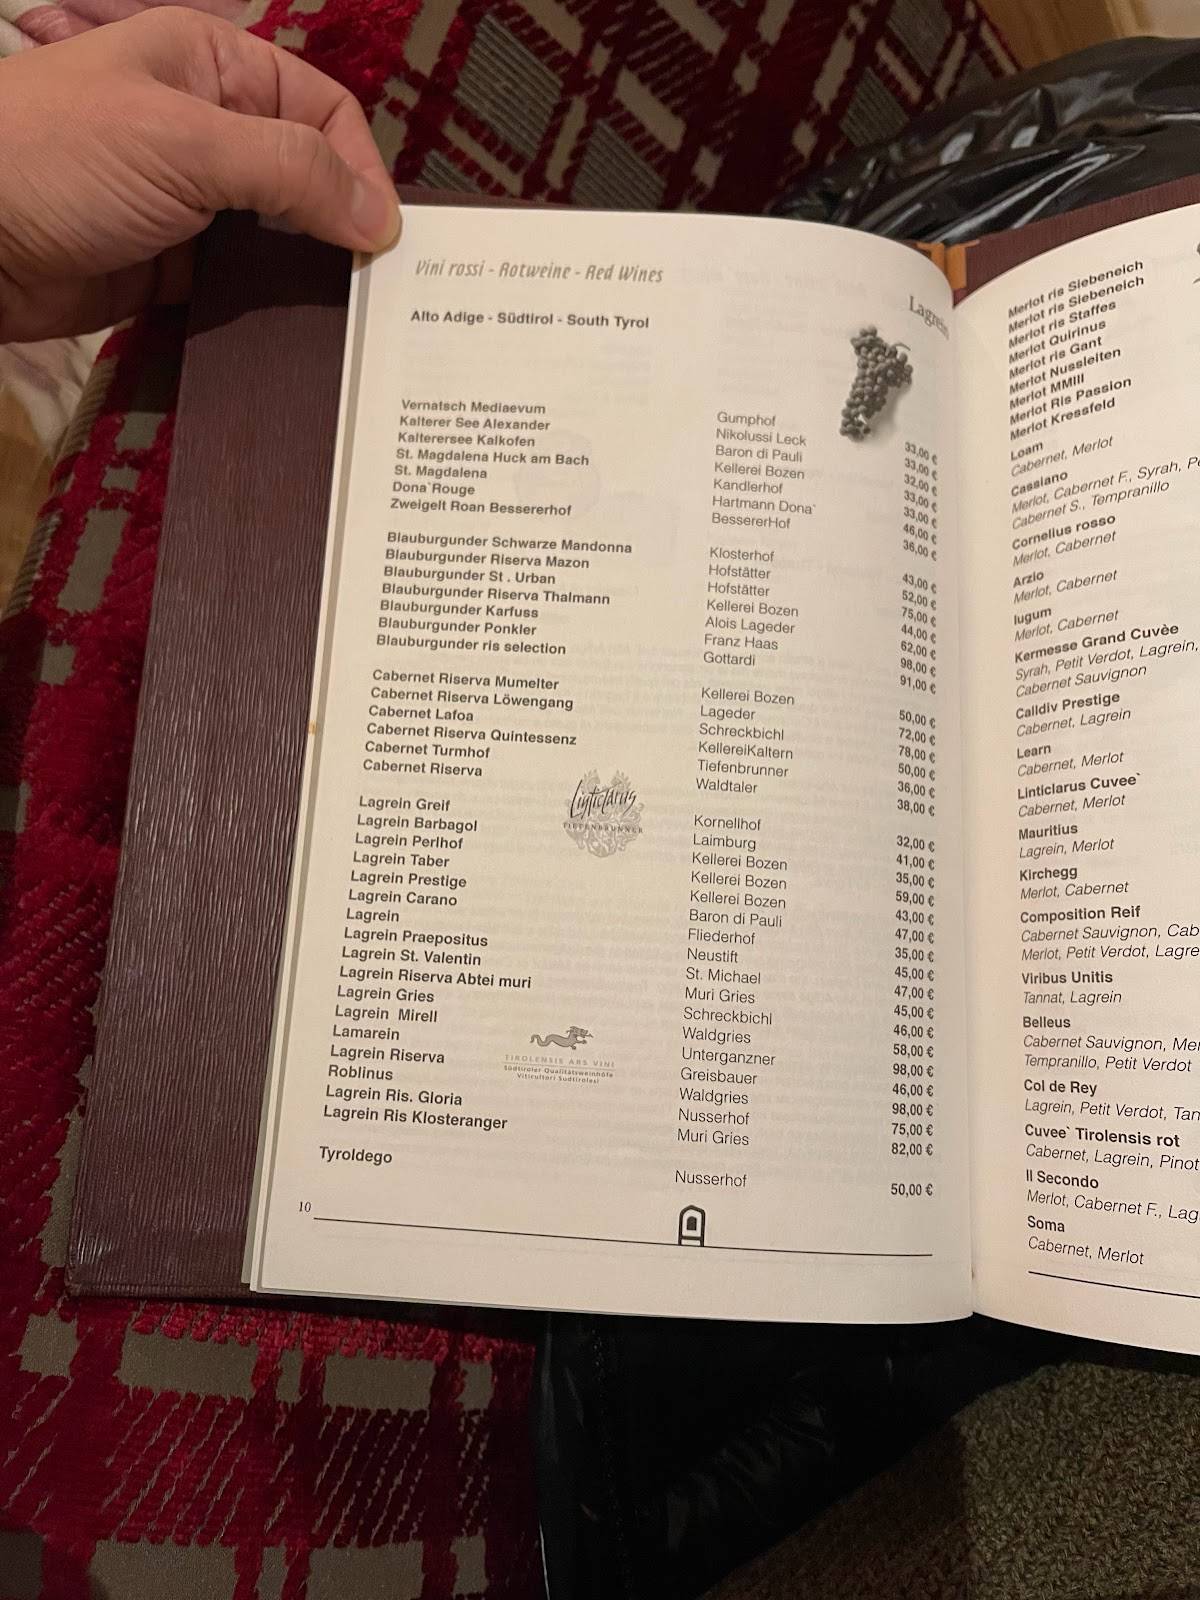 Vini rossi - Rotweine - Red Wines
Lagrein
Alto Adige - Südtirol - South Tyrol
Vernatsch Mediaevum Gumphof 33,00 €
Kalterer See Alexander Nikolussi Leck 33,00 €
Kalterersee Kalkofen Baron di Pauli 32,00 €
St. Magdalena Huck am Bach Kellerei Bozen 33,00 €
St. Magdalena Kandlerhof 33,00 €
Dona`Rouge Hartmann Dona` 46,00 €
Zweigelt Roan Bessererhof BessererHof 36,00 €
Blauburgunder Schwarze Mandonna Klosterhof 43,00 €
Blauburgunder Riserva Mazon Hofstätter 52,00 €
Blauburgunder St . Urban Hofstätter 75,00 €
Blauburgunder Riserva Thalmann Kellerei Bozen 44,00 €
Blauburgunder Karfuss Alois Lageder 62,00 €
Blauburgunder Ponkler Franz Haas 98,00 €
Blauburgunder ris selection Gottardi 91,00 €
Cabernet Riserva Mumelter Kellerei Bozen 50,00 €
Cabernet Riserva Löwengang Lageder 72,00 €
Cabernet Lafoa Schreckbichl 78,00 €
Cabernet Riserva Quintessenz KellereiKaltern 50,00 €
Cabernet Turmhof Tiefenbrunner 36,00 €
Cabernet Riserva Waldtaler 38,00 €
Linticlarus
TIEFENBRUNNER
Lagrein Greif Kornellhof 32,00 €
Lagrein Barbagol Laimburg 41,00 €
Lagrein Perlhof Kellerei Bozen 35,00 €
Lagrein Taber Kellerei Bozen 59,00 €
Lagrein Prestige Kellerei Bozen 43,00 €
Lagrein Carano Baron di Pauli 47,00 €
Lagrein Fliederhof 35,00 €
Lagrein Praepositus Neustift 45,00 €
Lagrein St. Valentin St. Michael 47,00 €
Lagrein Riserva Abtei muri Muri Gries 45,00 €
Lagrein Gries Schreckbichl 46,00 €
Lagrein Mirell Waldgries 58,00 €
Lamarein Unterganzner 98,00 €
Lagrein Riserva Greisbauer 46,00 €
Roblinus Waldgries 98,00 €
Lagrein Ris. Gloria Nusserhof 75,00 €
Lagrein Ris Klosteranger Muri Gries 82,00 €
TIROLENSIS ARS VINI
Südtiroler Qualitätsweinhöfe
Viticultori Sudtirolesi
Tyroldego Nusserhof 50,00 €
10
Merlot ris Siebeneich
Merlot ris Siebeneich
Merlot ris Staffes
Merlot Quirinus
Merlot ris Gant
Merlot Nussleiten
Merlot MMIII
Merlot Ris Passion
Merlot Kressfeld
Loam
Cabernet, Merlot
Cassiano
Merlot, Cabernet F., Syrah, Pe
Cabernet S., Tempranillo
Cornelius rosso
Merlot, Cabernet
Arzio
Merlot, Cabernet
Iugum
Merlot, Cabernet
Kermesse Grand Cuvèe
Syrah, Petit Verdot, Lagrein,
Cabernet Sauvignon
Calldiv Prestige
Cabernet, Lagrein
Learn
Cabernet, Merlot
Linticlarus Cuvee`
Cabernet, Merlot
Mauritius
Lagrein, Merlot
Kirchegg
Merlot, Cabernet
Composition Reif
Cabernet Sauvignon, Cab
Merlot, Petit Verdot, Lagre
Viribus Unitis
Tannat, Lagrein
Belleus
Cabernet Sauvignon, Mer
Tempranillo, Petit Verdot
Col de Rey
Lagrein, Petit Verdot, Tan
Cuvee` Tirolensis rot
Cabernet, Lagrein, Pinot
Il Secondo
Merlot, Cabernet F., Lag
Soma
Cabernet, Merlot